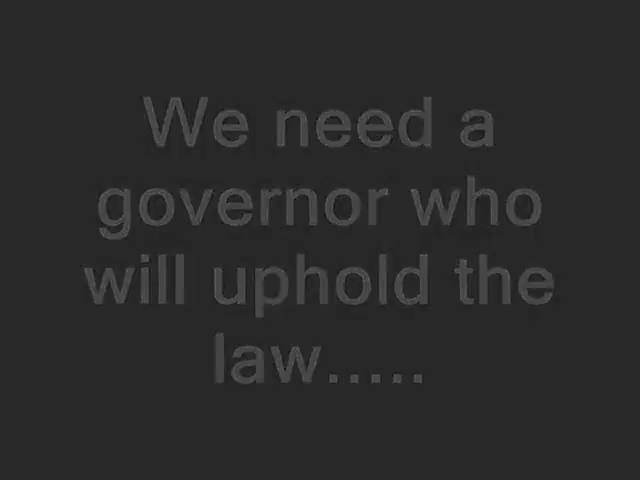 We need a
governor who
will uphold the
law.....